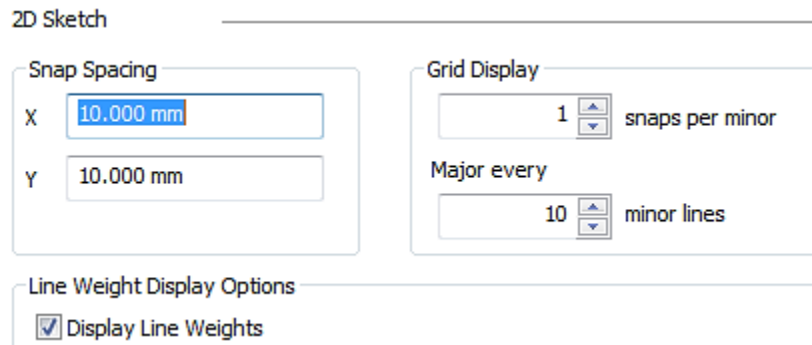 2D Sketch
Snap Spacing
X 10.000 mm
Y 10.000 mm
Grid Display
1 snaps per minor
Major every
10 minor lines
Line Weight Display Options
Display Line Weights